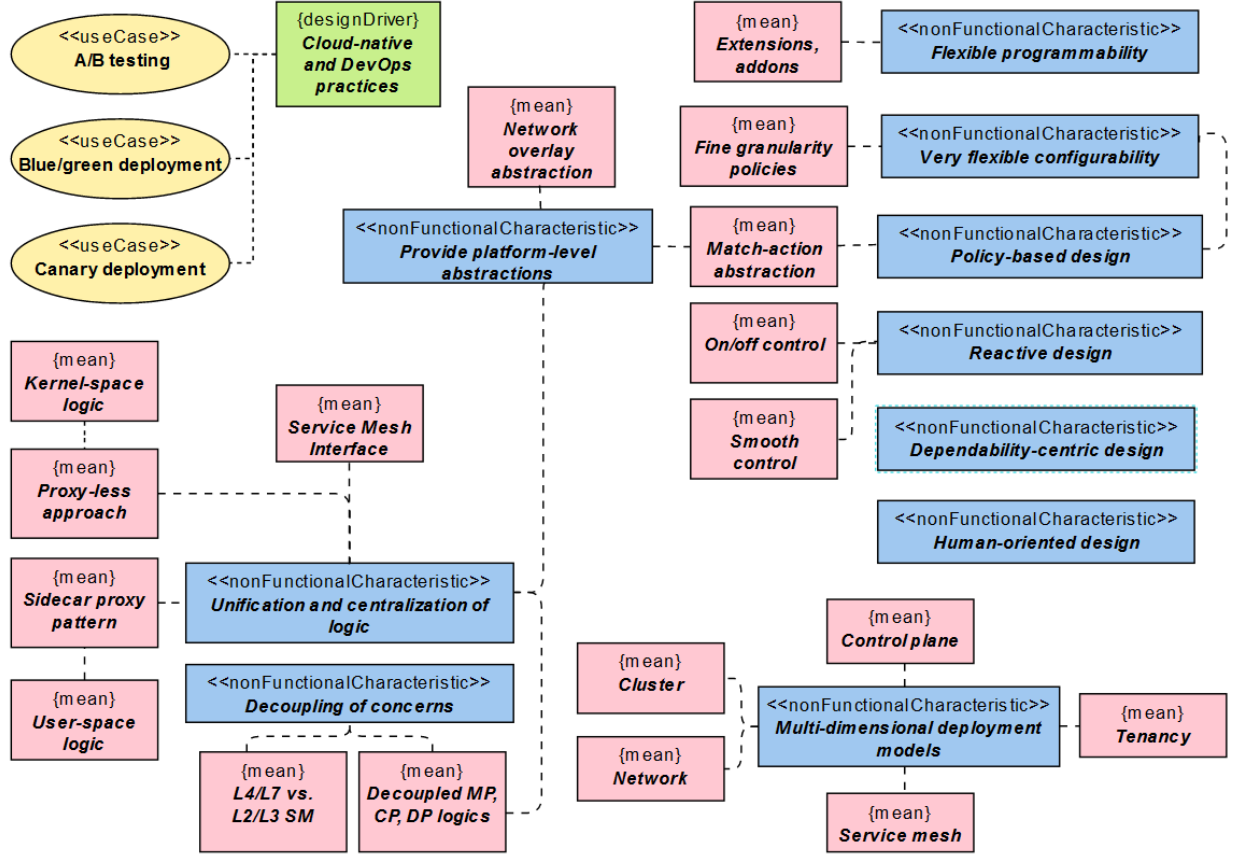 <<useCase>>
A/B testing
{designDriver}
Cloud-native
and DevOps
practices
<<useCase>>
Blue/green deployment
<<useCase>>
Canary deployment
{mean}
Network
overlay
abstraction
<<nonFunctionalCharacteristic>>
Provide platform-level
abstractions
{mean}
Extensions,
addons
<<nonFunctionalCharacteristic>>
Flexible programmability
{mean}
Fine granularity
policies
<<nonFunctionalCharacteristic>>
Very flexible configurability
{mean}
Match-action
abstraction
<<nonFunctionalCharacteristic>>
Policy-based design
{mean}
On/off control
<<nonFunctionalCharacteristic>>
Reactive design
{mean}
Smooth
control
<<nonFunctionalCharacteristic>>
Dependability-centric design
<<nonFunctionalCharacteristic>>
Human-oriented design
{mean}
Kernel-space
logic
{mean}
Service Mesh
Interface
{mean}
Proxy-less
approach
{mean}
Sidecar proxy
pattern
<<nonFunctionalCharacteristic>>
Unification and centralization of
logic
{mean}
User-space
logic
<<nonFunctionalCharacteristic>>
Decoupling of concerns
{mean}
L4/L7 vs.
L2/L3 SM
{mean}
Decoupled MP,
CP, DP logics
{mean}
Control plane
{mean}
Cluster
{mean}
Network
<<nonFunctionalCharacteristic>>
Multi-dimensional deployment
models
{mean}
Tenancy
{mean}
Service mesh